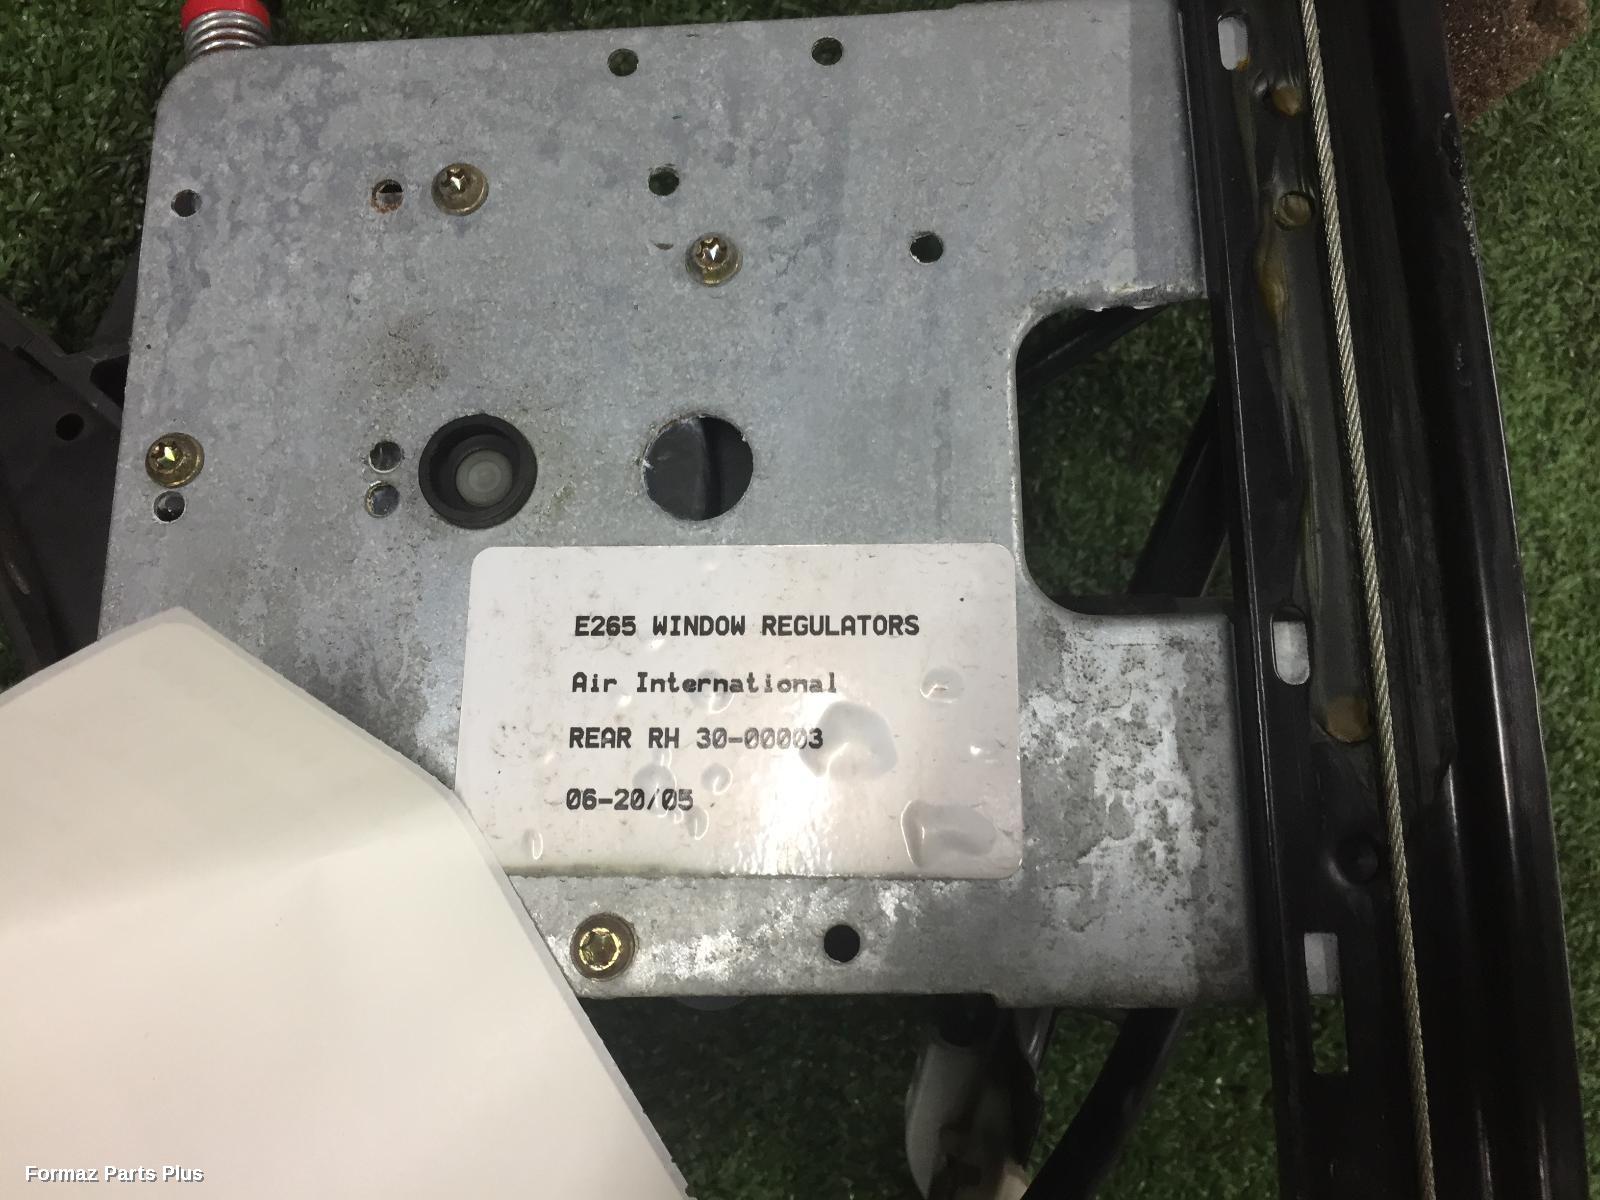 E265 WINDOW REGULATORS
Air International
REAR RH 30-00003
06-20/05
Formaz Parts Plus